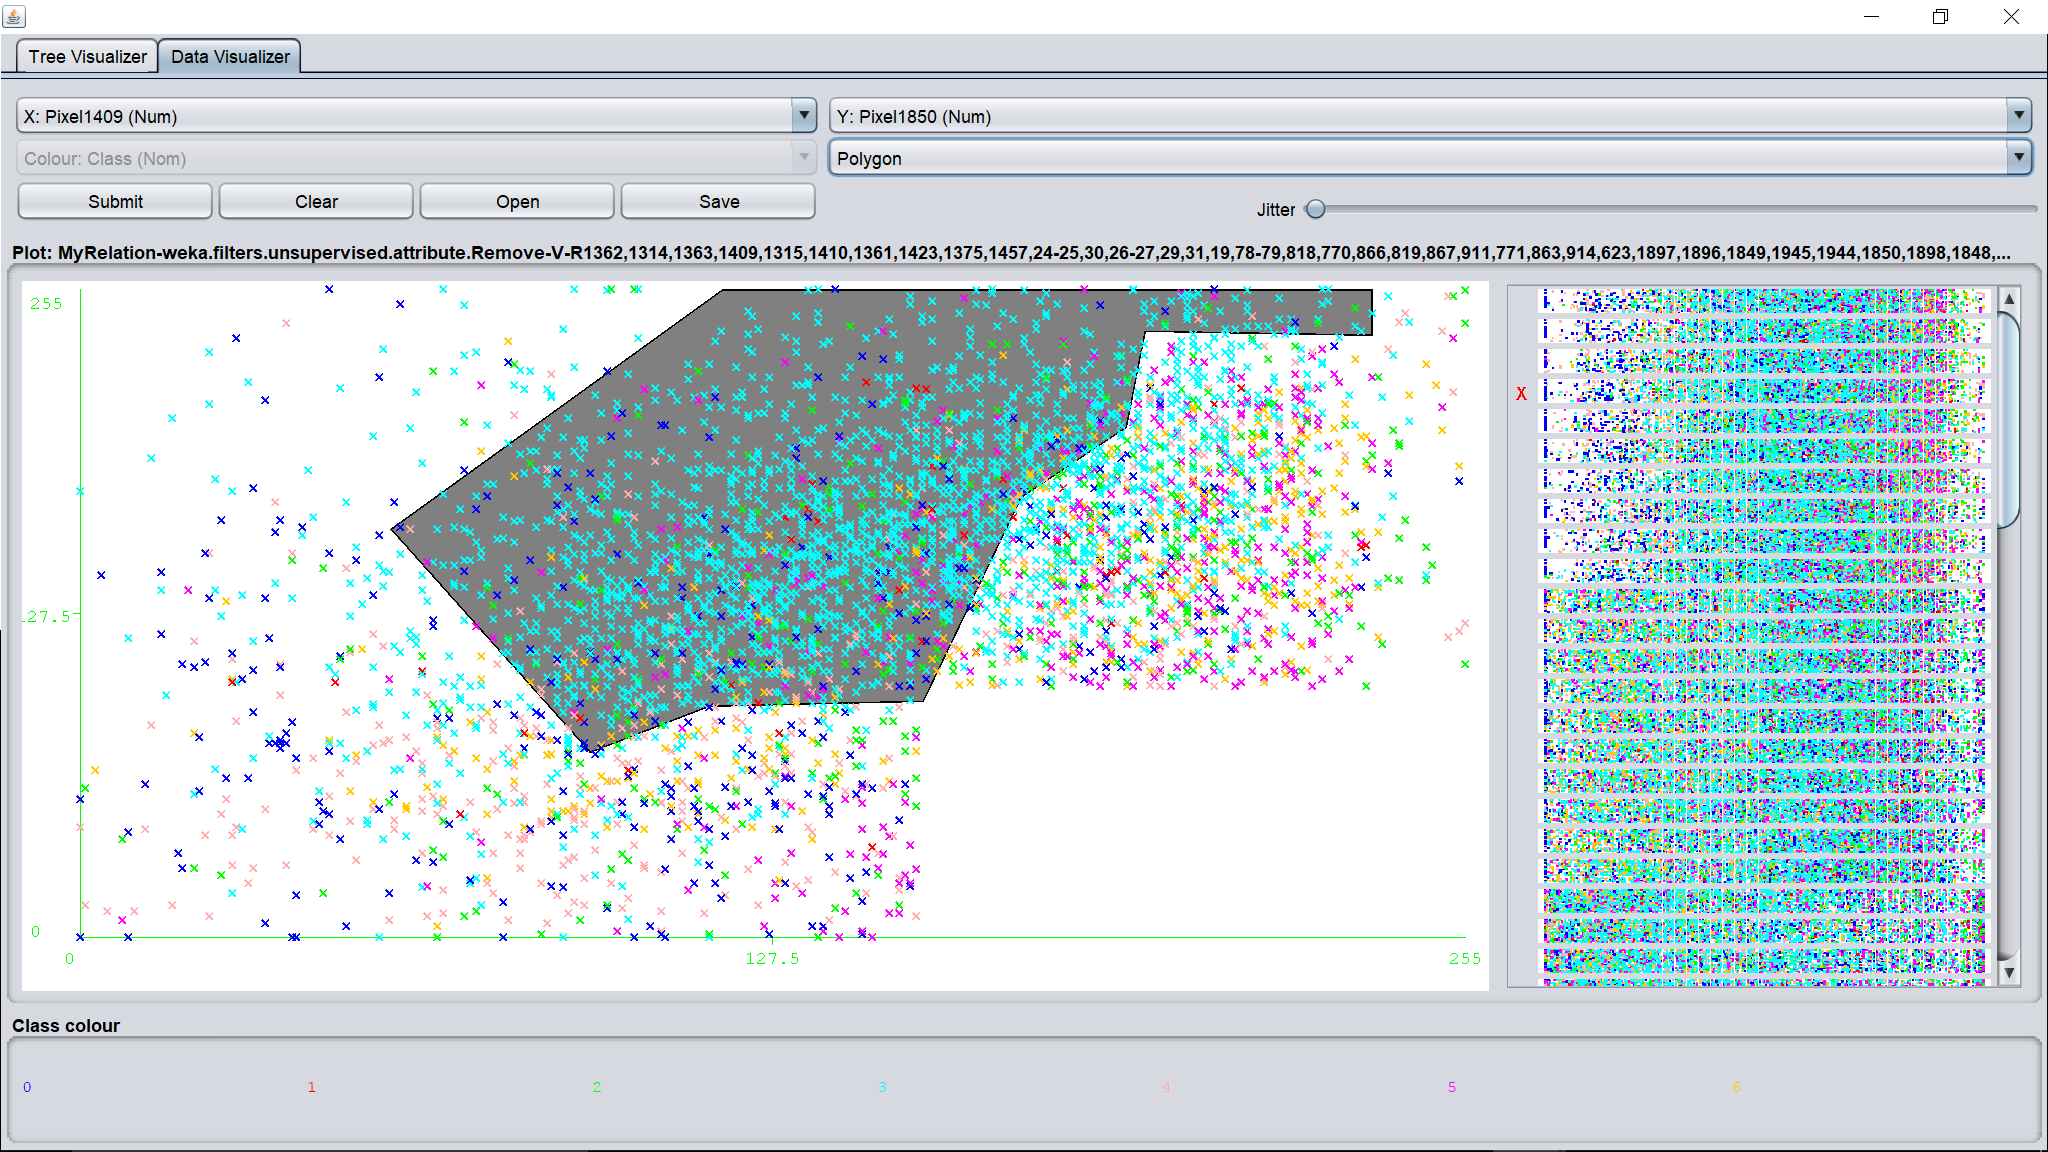 Tree Visualizer Data Visualizer
X: Pixel1409 (Num) Y: Pixel1850 (Num)
Colour: Class (Nom) Polygon
Submit Clear Open Save Jitter
Plot: MyRelation-weka.filters.unsupervised.attribute.Remove-V-R1362,1314,1363,1409,1315,1410,1361,1423,1375,1457,24-25,30,26-27,29,31,19,78-79,818,770,866,819,867,911,771,863,914,623,1897,1896,1849,1945,1944,1850,1898,1848,...
255
X
27.5
0
0 127.5 255
Class colour
0 1 2 3 4 5 6